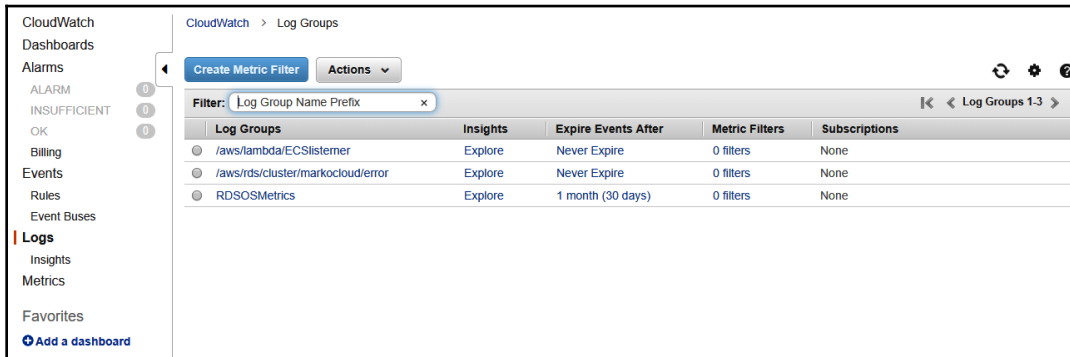 CloudWatch
Dashboards
Alarms
ALARM 0
INSUFFICIENT 0
OK 0
Billing
Events
Rules
Event Buses
Logs
Insights
Metrics
Favorites
Add a dashboard
CloudWatch > Log Groups
Create Metric Filter Actions
Filter: Log Group Name Prefix × Log Groups 1-3
Log Groups Insights Expire Events After Metric Filters Subscriptions
/aws/lambda/ECSlisterner Explore Never Expire 0 filters None
/aws/rds/cluster/markocloud/error Explore Never Expire 0 filters None
RDSOSMetrics Explore 1 month (30 days) 0 filters None